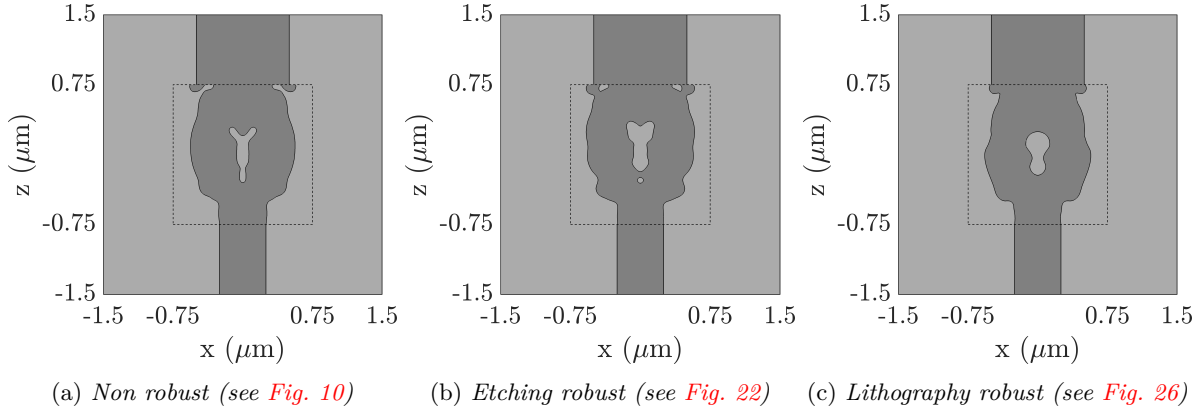 1.5 1.5 1.5
0.75 0.75 0.75
z (μm) z (μm) z (μm)
-0.75 -0.75 -0.75
-1.5 -1.5 -1.5
-1.5 -0.75 0.75 1.5 -1.5 -0.75 0.75 1.5 -1.5 -0.75 0.75 1.5
x (μm) x (μm) x (μm)
(a) Non robust (see Fig. 10) (b) Etching robust (see Fig. 22) (c) Lithography robust (see Fig. 26)